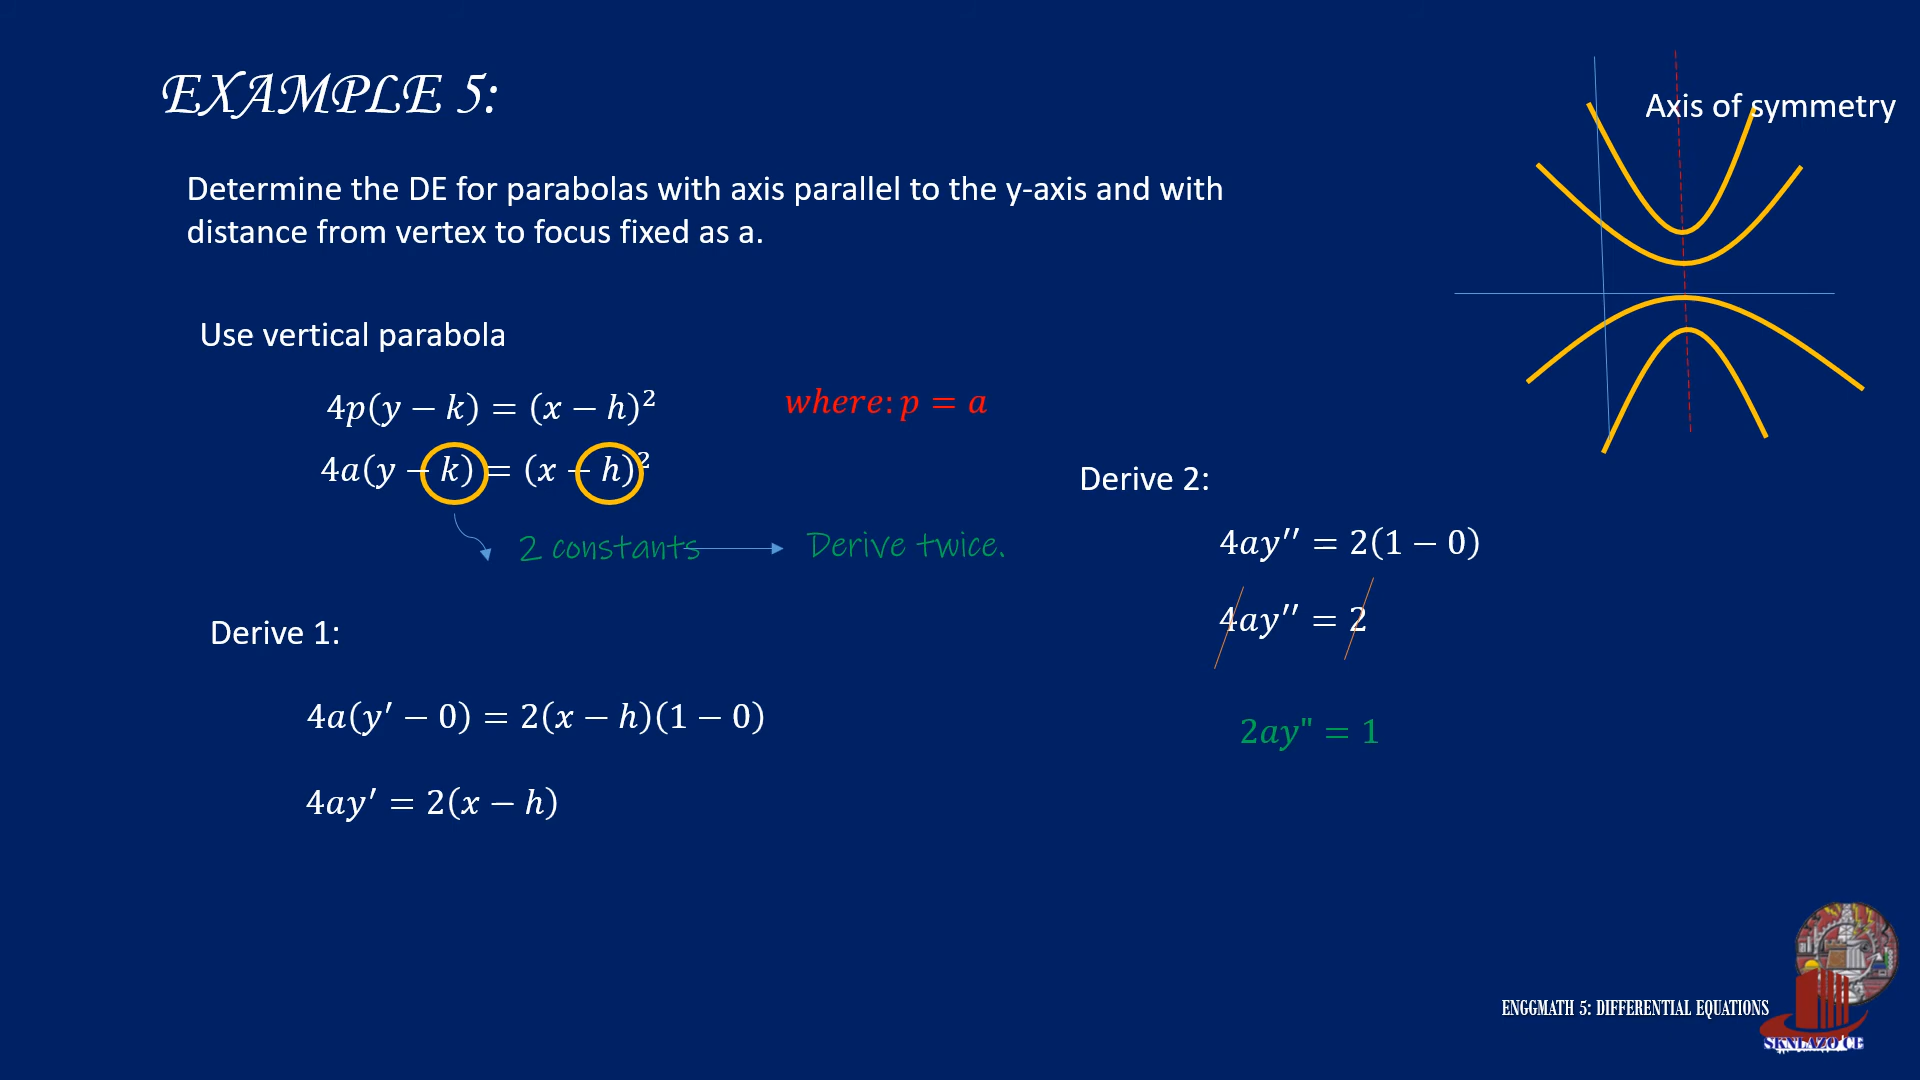 EXAMPLE 5:
Axis of symmetry
Determine the DE for parabolas with axis parallel to the y-axis and with
distance from vertex to focus fixed as a.
Use vertical parabola
4p(y − k) = (x − h)²
where: p = a
4a(y − k) = (x − h)²
2 constants
Derive twice.
Derive 1:
4a(y′ − 0) = 2(x − h)(1 − 0)
4ay′ = 2(x − h)
Derive 2:
4ay′′ = 2(1 − 0)
4ay′′ = 2
2ay" = 1
ENGGMATH 5: DIFFERENTIAL EQUATIONS
SKNLAZO CE